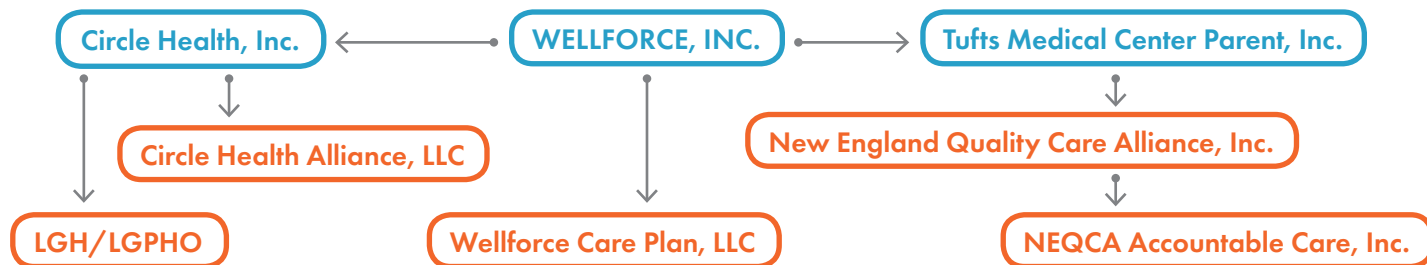 Circle Health, Inc.
WELLFORCE, INC.
Tufts Medical Center Parent, Inc.
Circle Health Alliance, LLC
New England Quality Care Alliance, Inc.
LGH/LGPHO
Wellforce Care Plan, LLC
NEQCA Accountable Care, Inc.